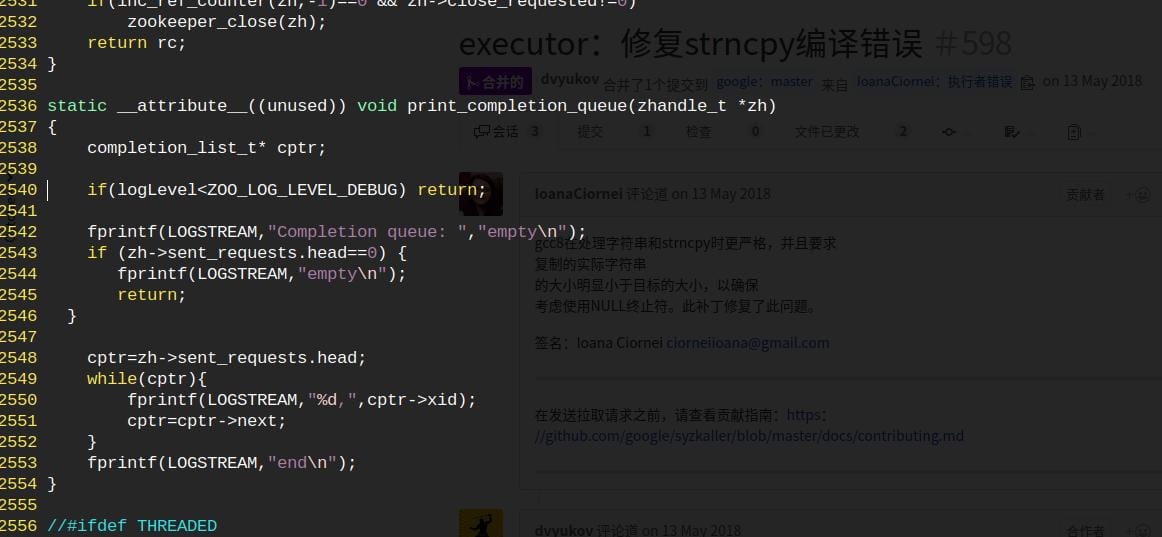 2531 if(inc_ref_counter(zh,-1)==0 && zh->close_requested!=0)
2532 zookeeper_close(zh);
2533 return rc;
2534 }
2535
2536 static __attribute__((unused)) void print_completion_queue(zhandle_t *zh)
2537 {
2538 completion_list_t* cptr;
2539
2540 if(logLevel<ZOO_LOG_LEVEL_DEBUG) return;
2541
2542 fprintf(LOGSTREAM,"Completion queue: ","empty\n");
2543 if (zh->sent_requests.head==0) {
2544 fprintf(LOGSTREAM,"empty\n");
2545 return;
2546 }
2547
2548 cptr=zh->sent_requests.head;
2549 while(cptr){
2550 fprintf(LOGSTREAM,"%d,",cptr->xid);
2551 cptr=cptr->next;
2552 }
2553 fprintf(LOGSTREAM,"end\n");
2554 }
2555
2556 //#ifdef THREADED
executor：修复strncpy编译错误 #598
合并的 dvyukov 合并了1个提交到 google：master 来自 IoanaCiornei：执行者错误 on 13 May 2018
会话 3 提交 1 检查 0 文件已更改 2
IoanaCiornei 评论道 on 13 May 2018 贡献者
gcc8在处理字符串和strncpy时更严格，并且要求
复制的实际字符串
的大小明显小于目标的大小，以确保
考虑使用NULL终止符。此补丁修复了此问题。
签名：Ioana Ciornei ciorneiioana@gmail.com
在发送拉取请求之前，请查看贡献指南：https：
//github.com/google/syzkaller/blob/master/docs/contributing.md
dvyukov 评论道 on 13 May 2018 合作者